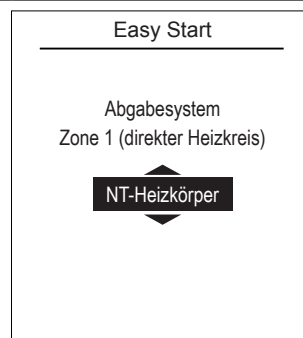 Easy Start
Abgabesystem
Zone 1 (direkter Heizkreis)
NT-Heizkörper